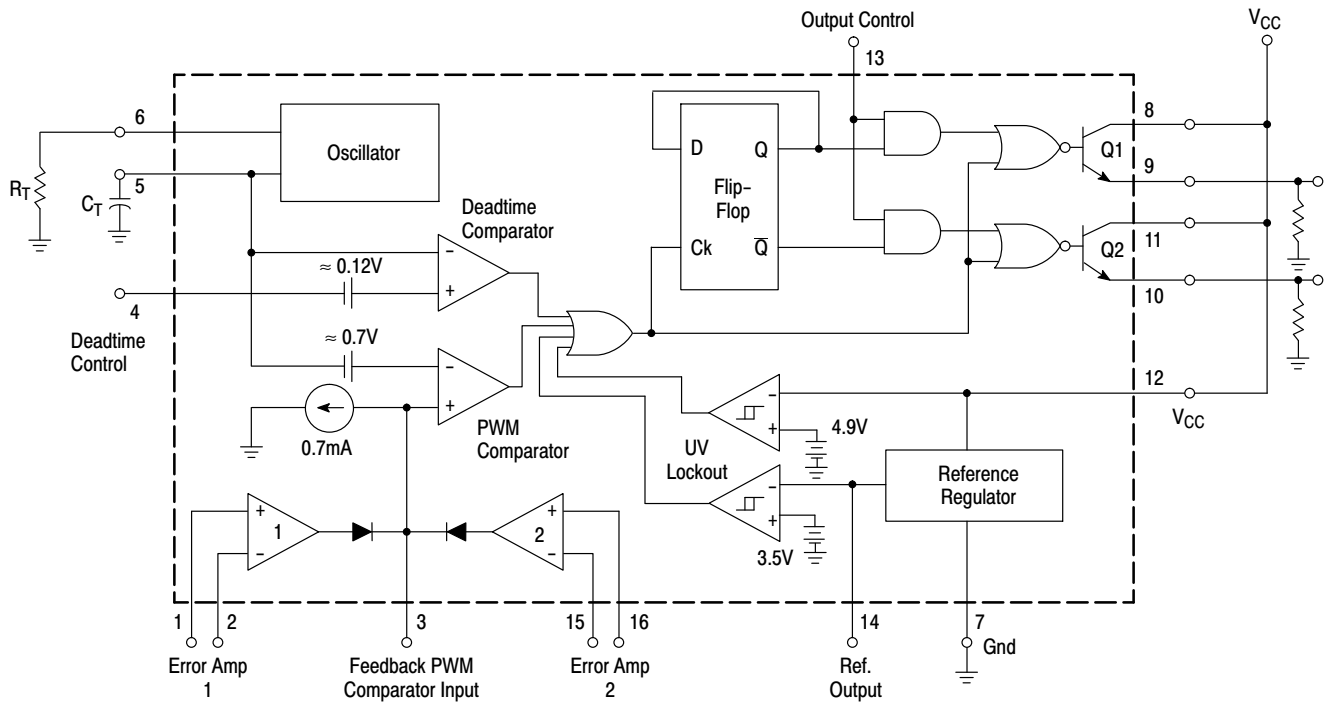 Output Control
V_CC
13
6
8
Oscillator
D
Q
Q1
R_T
5
9
C_T
Flip-
Flop
Deadtime
Comparator
11
≈ 0.12V
Ck
Q̅
Q2
–
+
4
10
Deadtime
Control
≈ 0.7V
–
+
12
–
+
V_CC
4.9V
0.7mA
PWM
Comparator
UV
Lockout
Reference
Regulator
–
+
+
1
–
+
2
–
3.5V
1
2
3
15
16
14
7
Gnd
Error Amp
1
Feedback PWM
Comparator Input
Error Amp
2
Ref.
Output